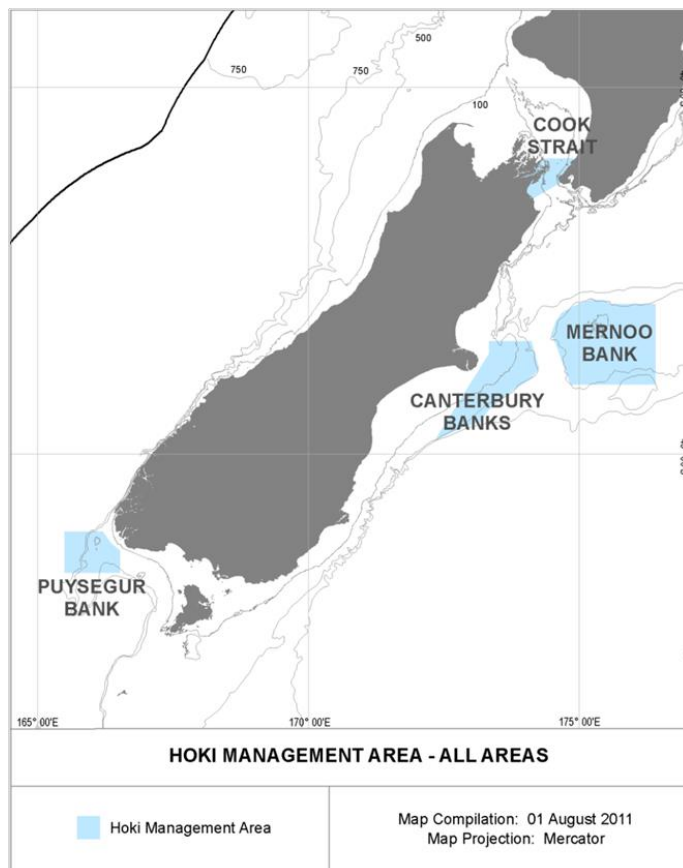 500
750
750
100
COOK
STRAIT
MERNOO
BANK
CANTERBURY
BANKS
PUYSEGUR
BANK
165° 00'E
170° 00'E
175° 00'E
HOKI MANAGEMENT AREA - ALL AREAS
Hoki Management Area
Map Compilation: 01 August 2011
Map Projection: Mercator